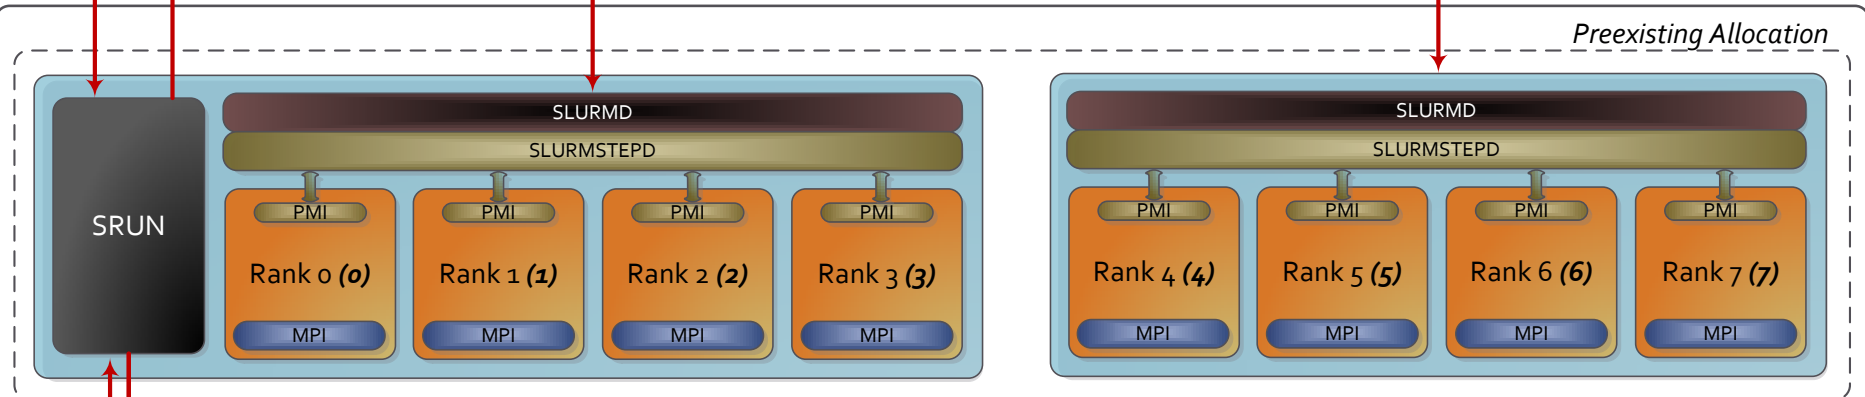 Preexisting Allocation
SRUN
SLURMD
SLURMSTEPD
PMI PMI PMI PMI
Rank 0 (0) Rank 1 (1) Rank 2 (2) Rank 3 (3)
MPI MPI MPI MPI
SLURMD
SLURMSTEPD
PMI PMI PMI PMI
Rank 4 (4) Rank 5 (5) Rank 6 (6) Rank 7 (7)
MPI MPI MPI MPI